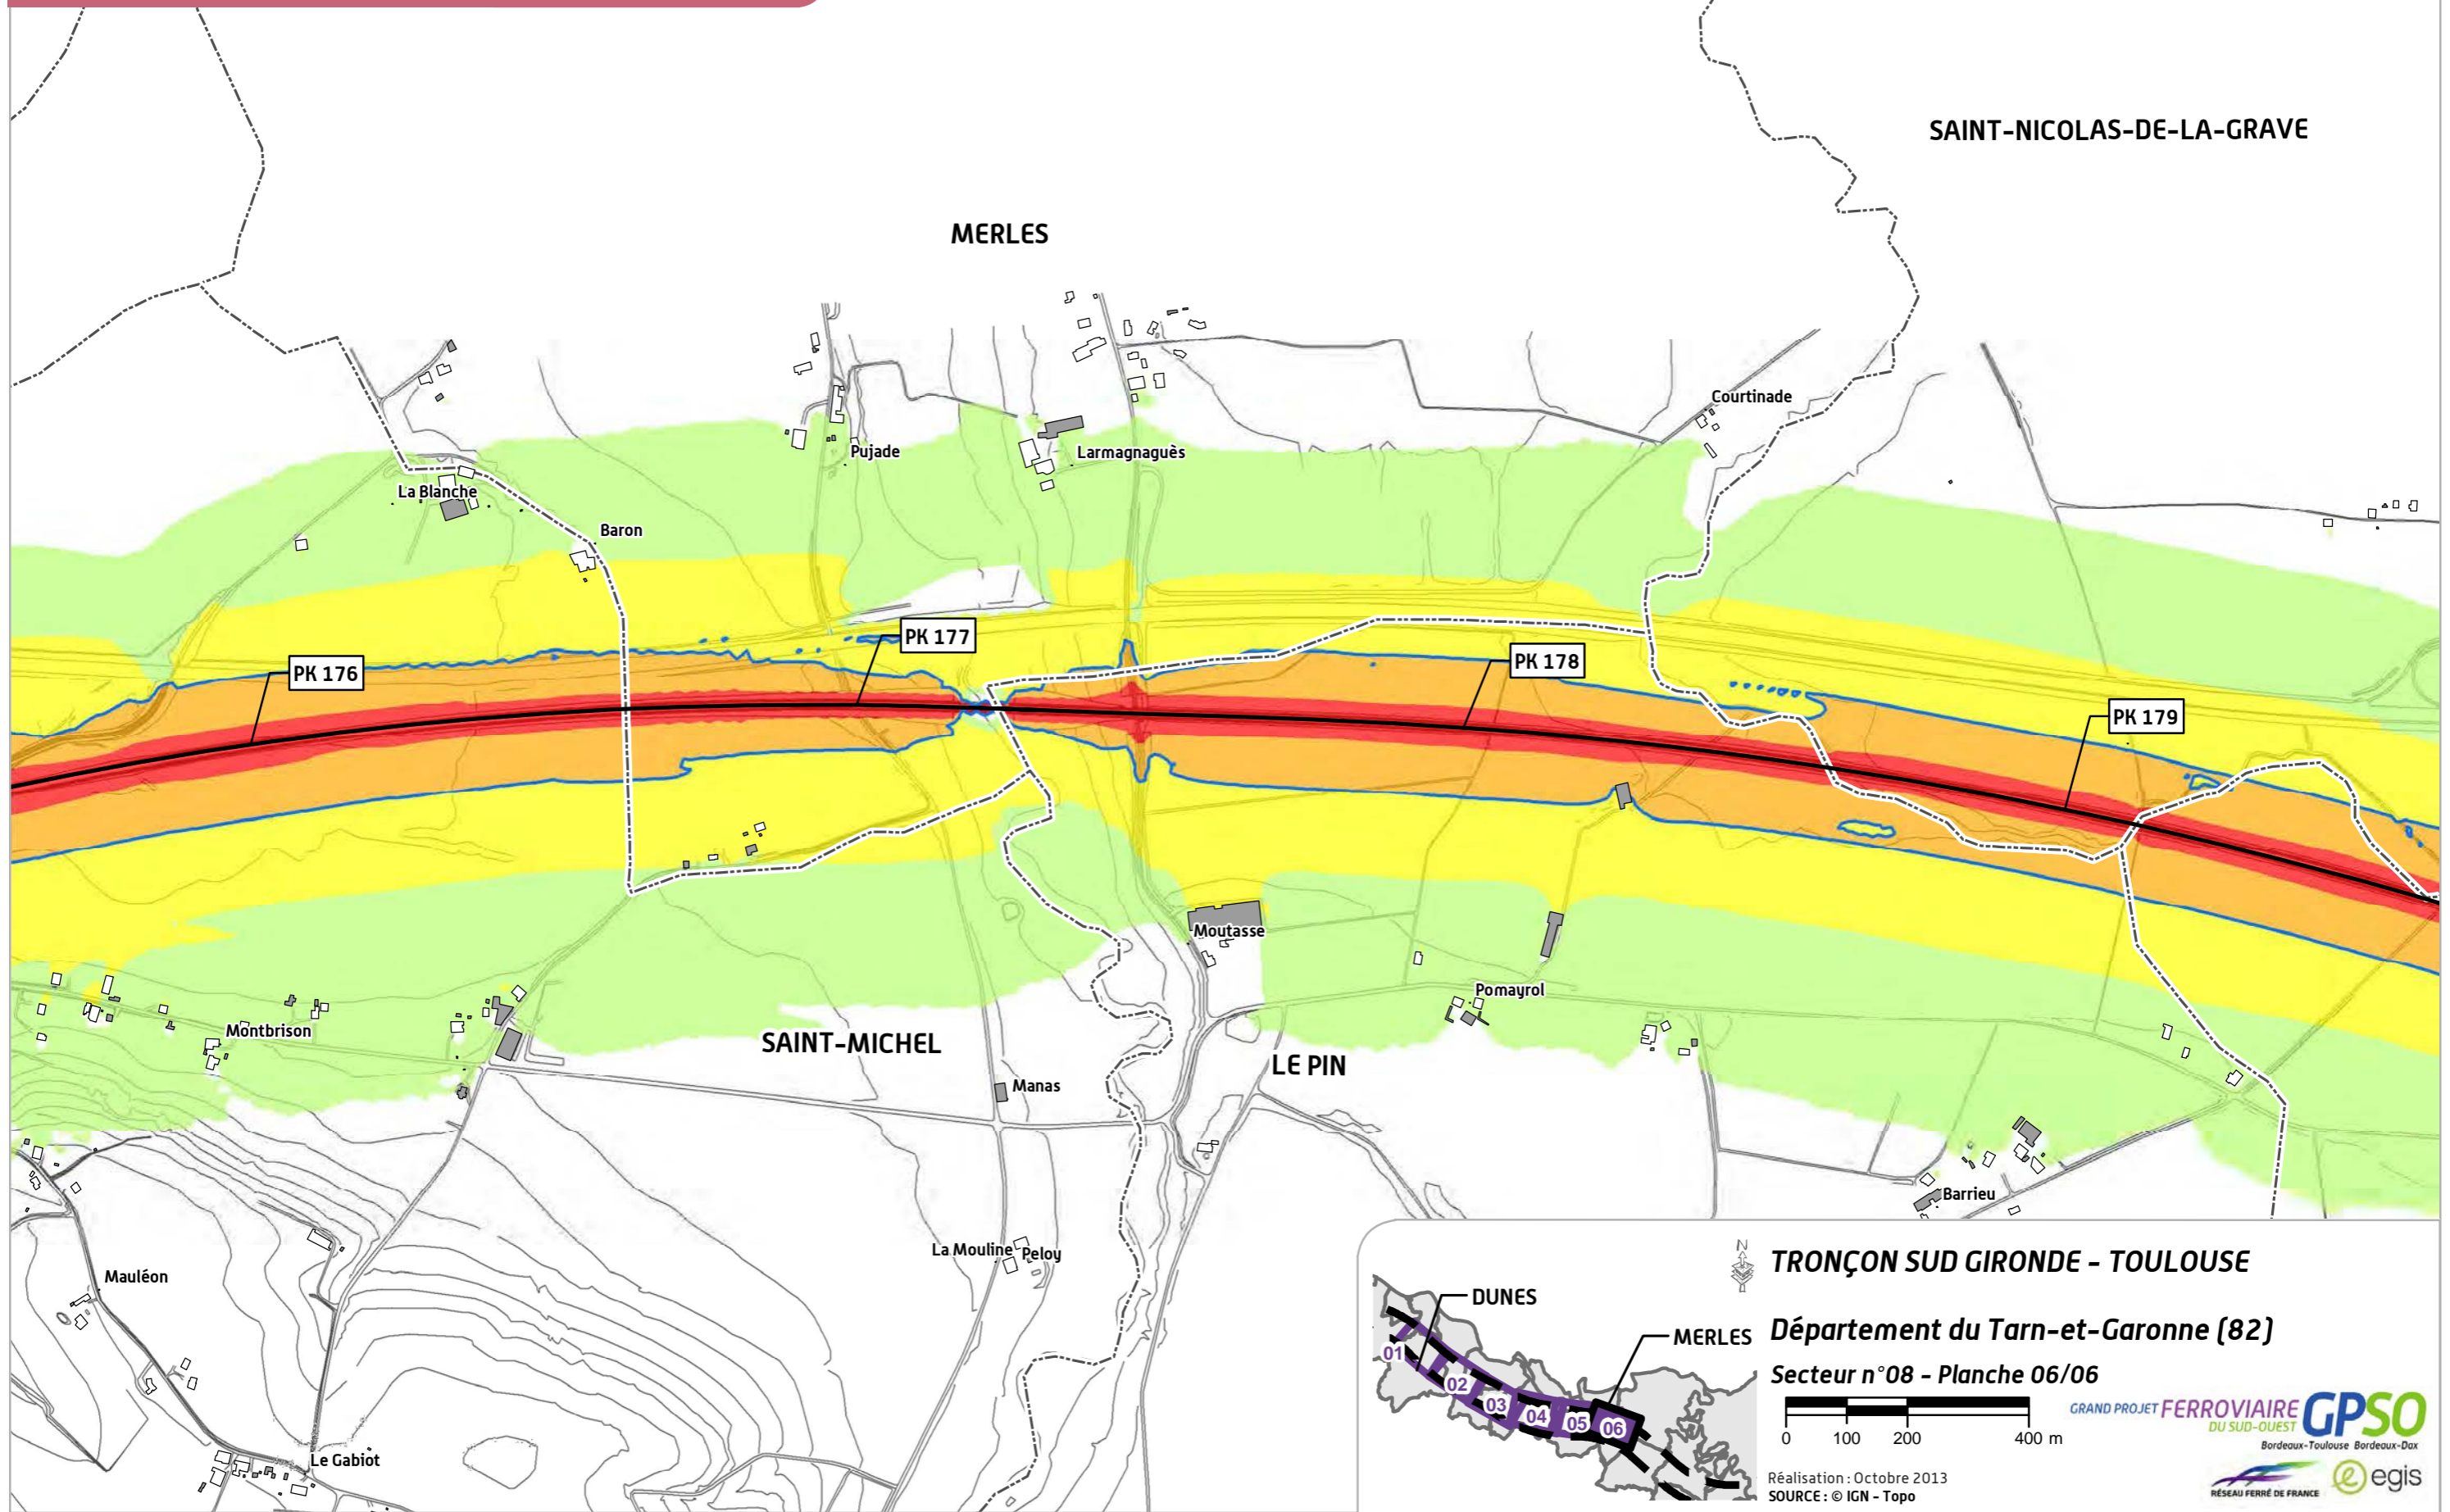 SAINT-NICOLAS-DE-LA-GRAVE
MERLES
Courtinade
Pujade
Larmagnaguès
La Blanche
Baron
PK 177
PK 176
PK 178
PK 179
Moutasse
Pomayrol
Montbrison
SAINT-MICHEL
LE PIN
Manas
Barrieu
La Mouline
Peloy
Mauléon
Le Gabiot
N
TRONÇON SUD GIRONDE - TOULOUSE
DUNES
MERLES
Département du Tarn-et-Garonne (82)
01
02
03
04
05
06
Secteur n°08 - Planche 06/06
0 100 200 400 m
GRAND PROJET FERROVIAIRE
DU SUD-OUEST
GPSO
Bordeaux-Toulouse Bordeaux-Dax
Réalisation : Octobre 2013
SOURCE : © IGN - Topo
RÉSEAU FERRÉ DE FRANCE
e egis